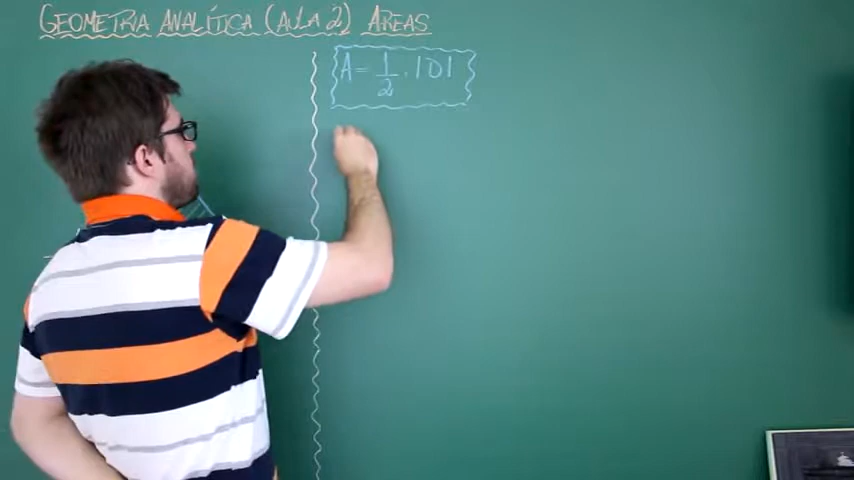 GEOMETRIA ANALÍTICA (AULA 2) ÁREAS
A = 1/2 . |D|